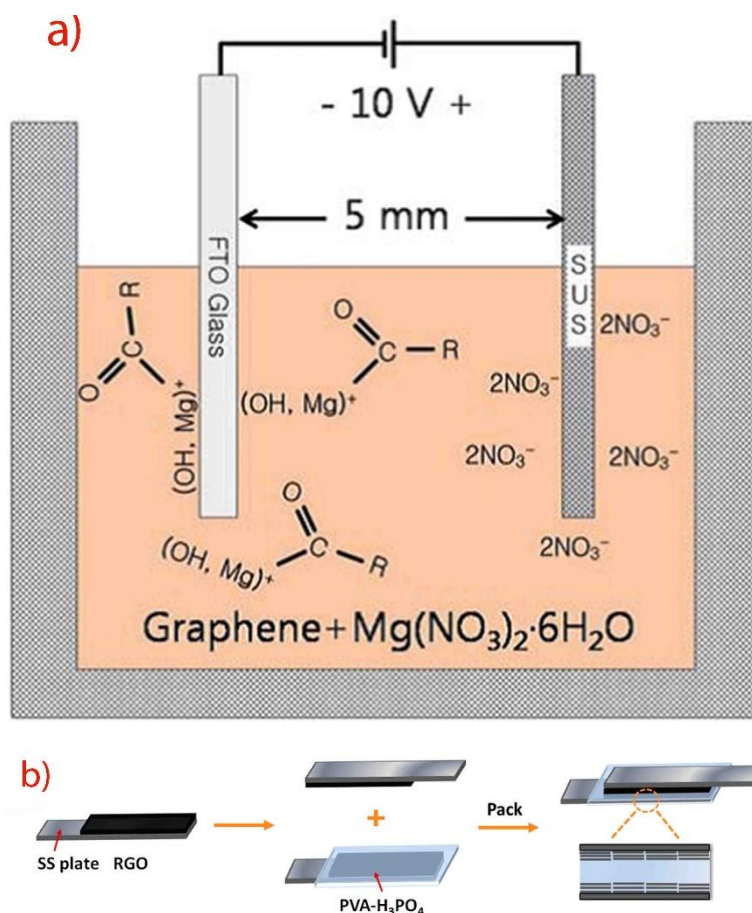 a)
- 10 V +
5 mm
FTO Glass
SUS
R
C
O
(OH, Mg)⁺
O
C
R
(OH, Mg)⁺
O
C
R
(OH, Mg)⁺
2NO₃⁻
2NO₃⁻
2NO₃⁻
2NO₃⁻
2NO₃⁻
Graphene+Mg(NO₃)₂·6H₂O
b)
SS plate RGO
+
PVA-H₃PO₄
Pack